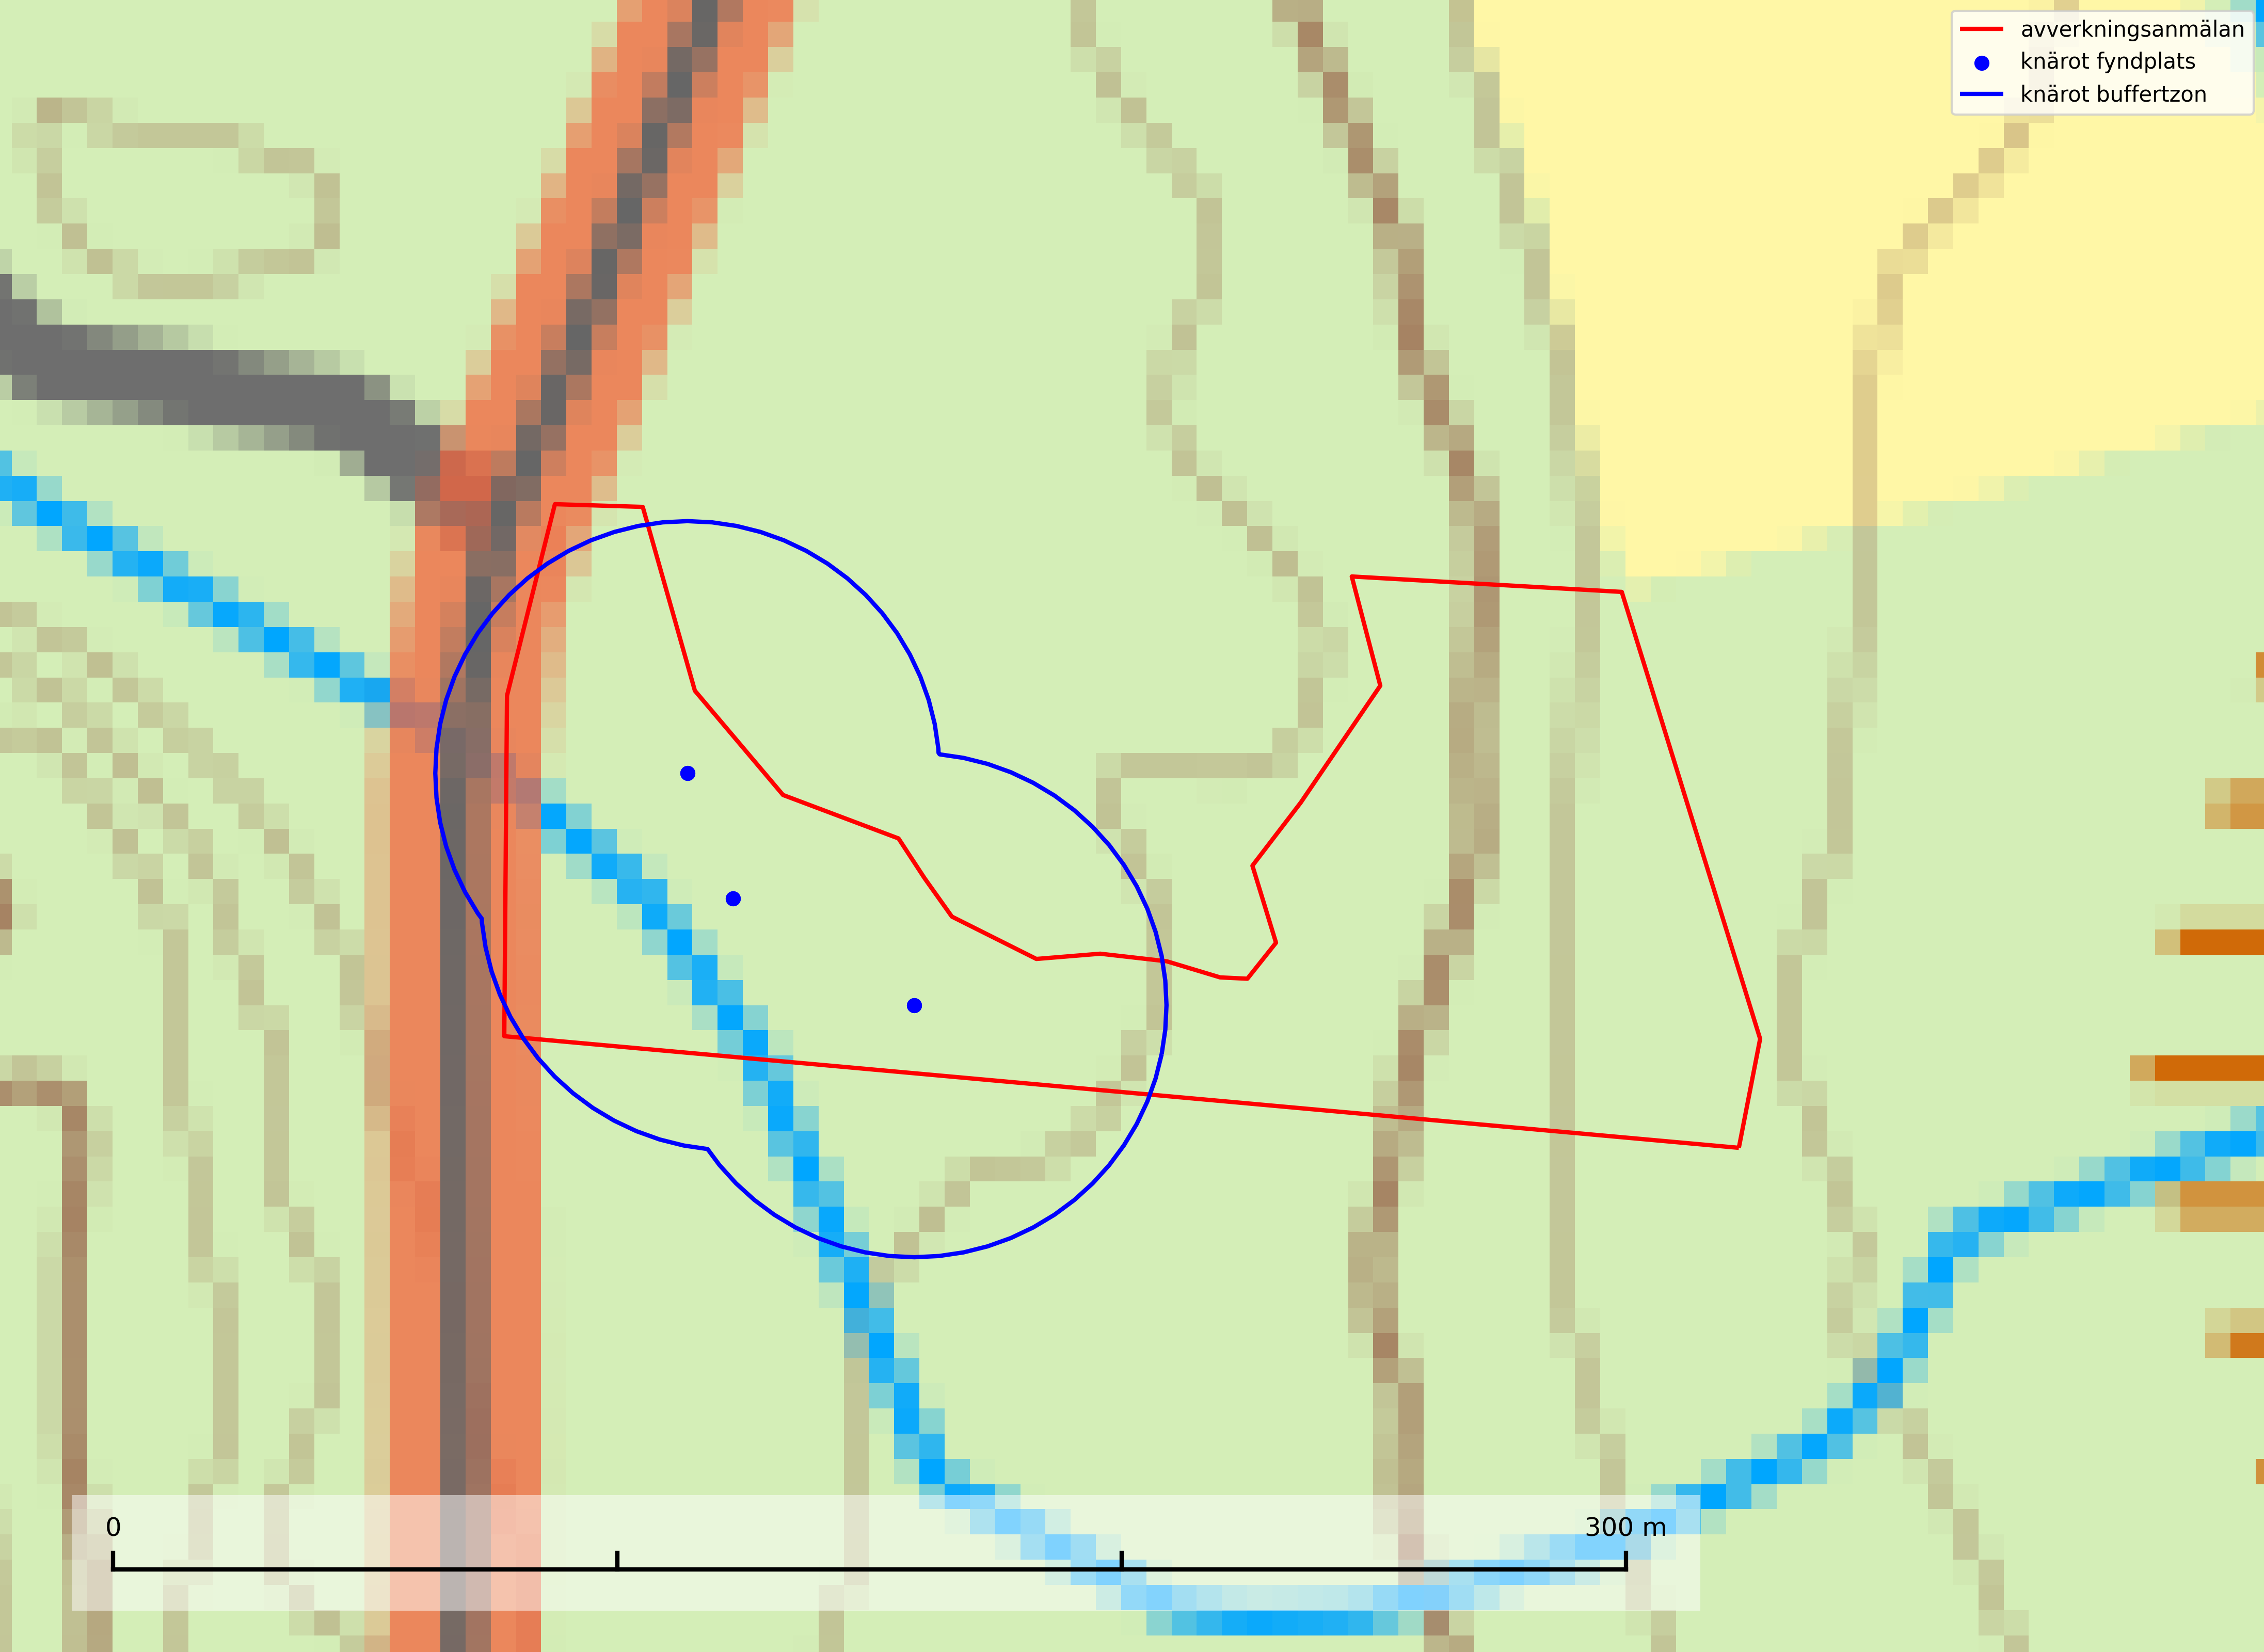 avverkningsanmälan
knärot fyndplats
knärot buffertzon
0
300 m